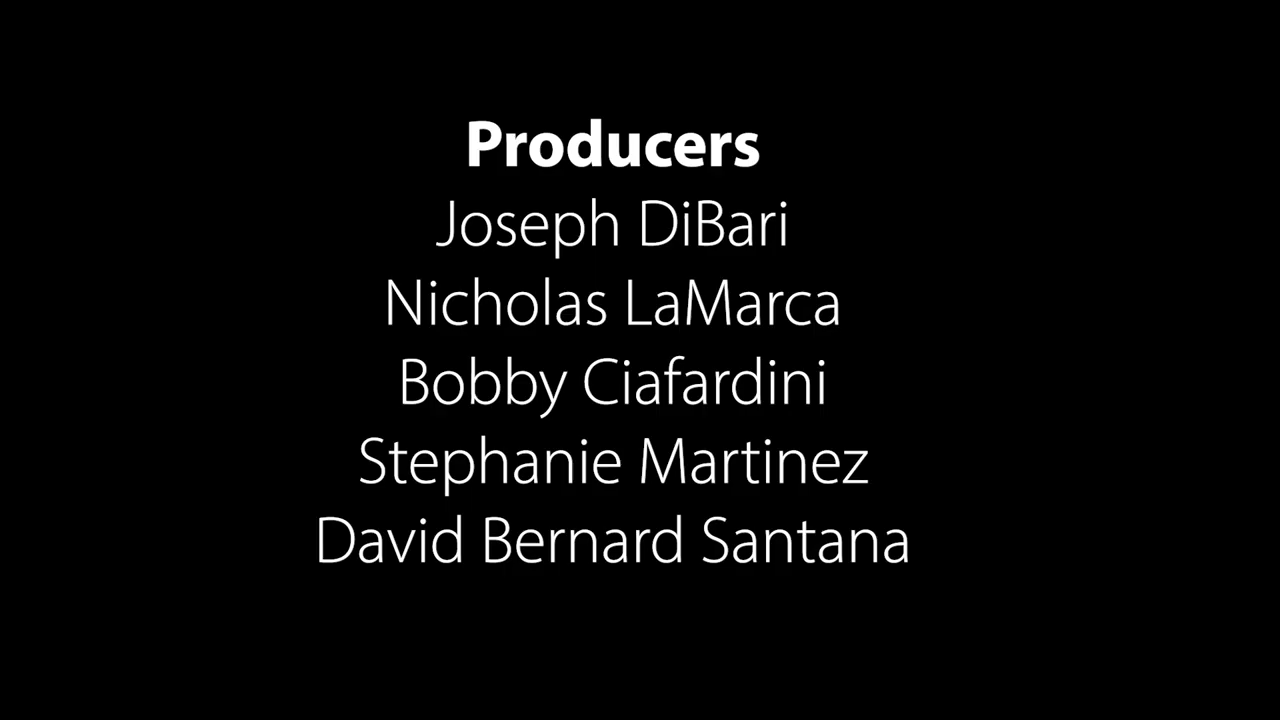 Producers
Joseph DiBari
Nicholas LaMarca
Bobby Ciafardini
Stephanie Martinez
David Bernard Santana